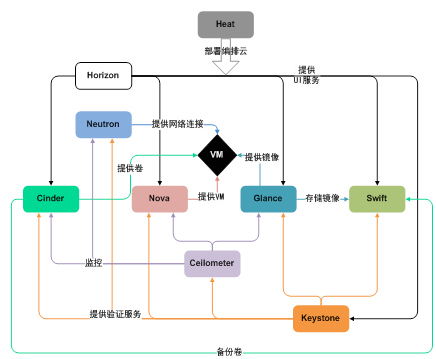 Heat
部署编排云
Horizon
提供
UI服务
Neutron
提供网络连接
VM
提供卷
提供镜像
Cinder
Nova
提供VM
Glance
存储镜像
Swift
监控
Ceilometer
提供验证服务
Keystone
备份卷